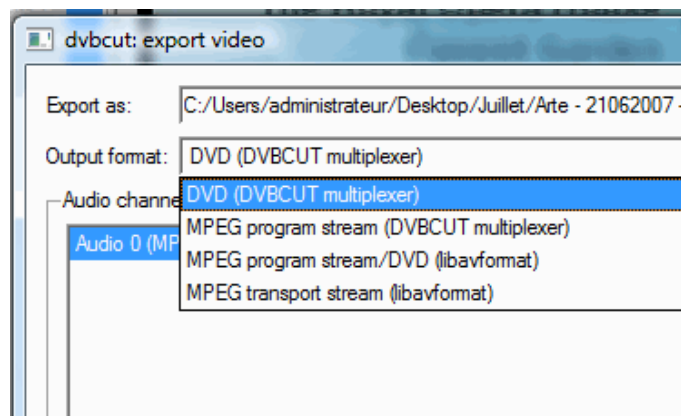 dvbcut: export video
Export as: C:/Users/administrateur/Desktop/Juillet/Arte - 21062007 -
Output format: DVD (DVBCUT multiplexer)
Audio channe
DVD (DVBCUT multiplexer)
Audio 0 (MP
MPEG program stream (DVBCUT multiplexer)
MPEG program stream/DVD (libavformat)
MPEG transport stream (libavformat)